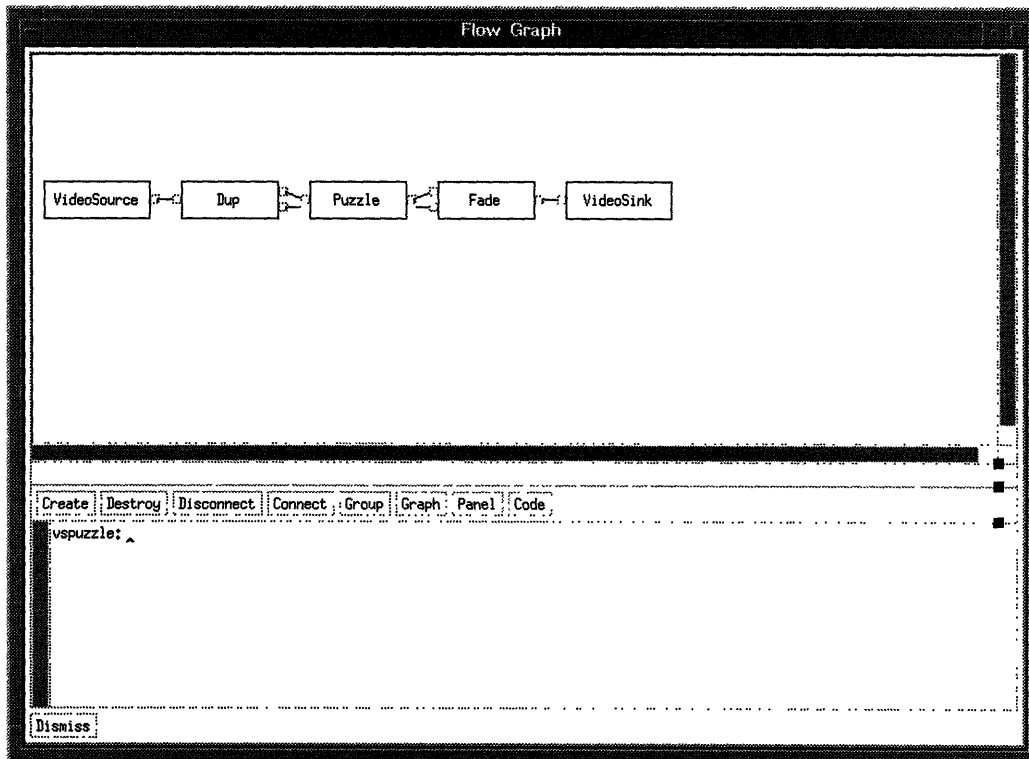 Flow Graph
VideoSource Dup Puzzle Fade VideoSink
Create Destroy Disconnect Connect Group Graph Panel Code
vspuzzle:
Dismiss